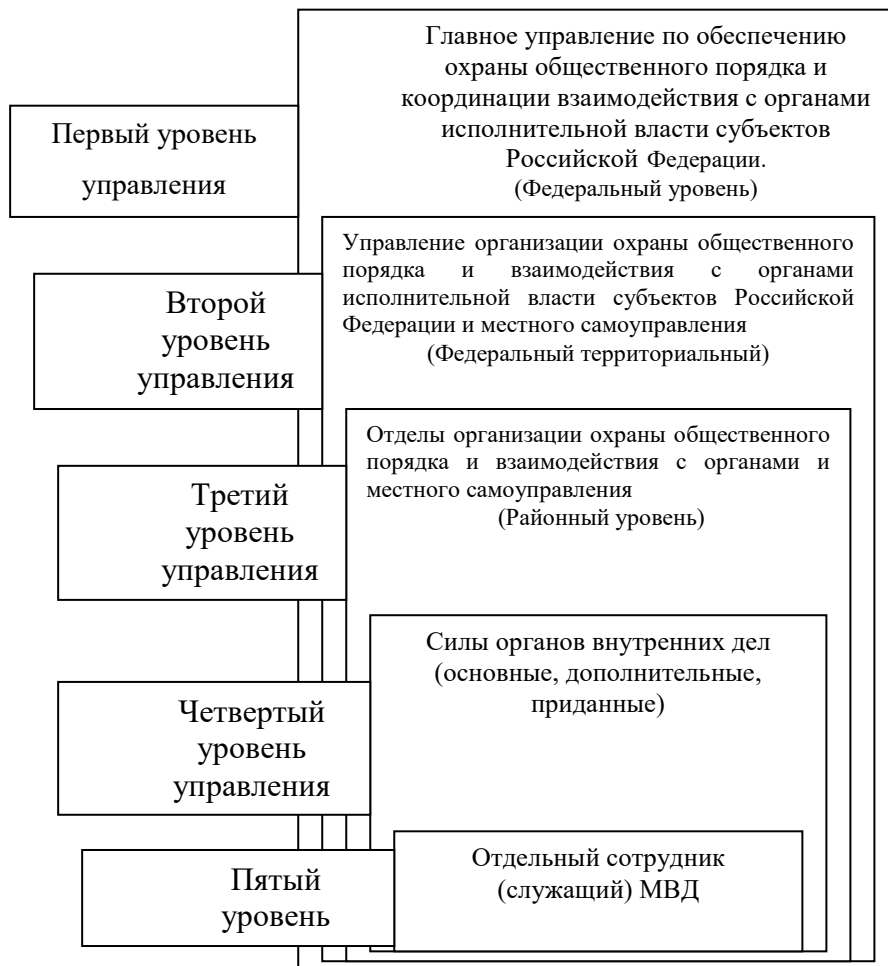 Главное управление по обеспечению
охраны общественного порядка и
координации взаимодействия с органами
исполнительной власти субъектов
Российской Федерации.
(Федеральный уровень)
Первый уровень
управления
Управление организации охраны общественного
порядка и взаимодействия с органами
исполнительной власти субъектов Российской
Федерации и местного самоуправления
(Федеральный территориальный)
Второй
уровень
управления
Отделы организации охраны общественного
порядка и взаимодействия с органами и
местного самоуправления
(Районный уровень)
Третий
уровень
управления
Силы органов внутренних дел
(основные, дополнительные,
приданные)
Четвертый
уровень
управления
Отдельный сотрудник
(служащий) МВД
Пятый
уровень